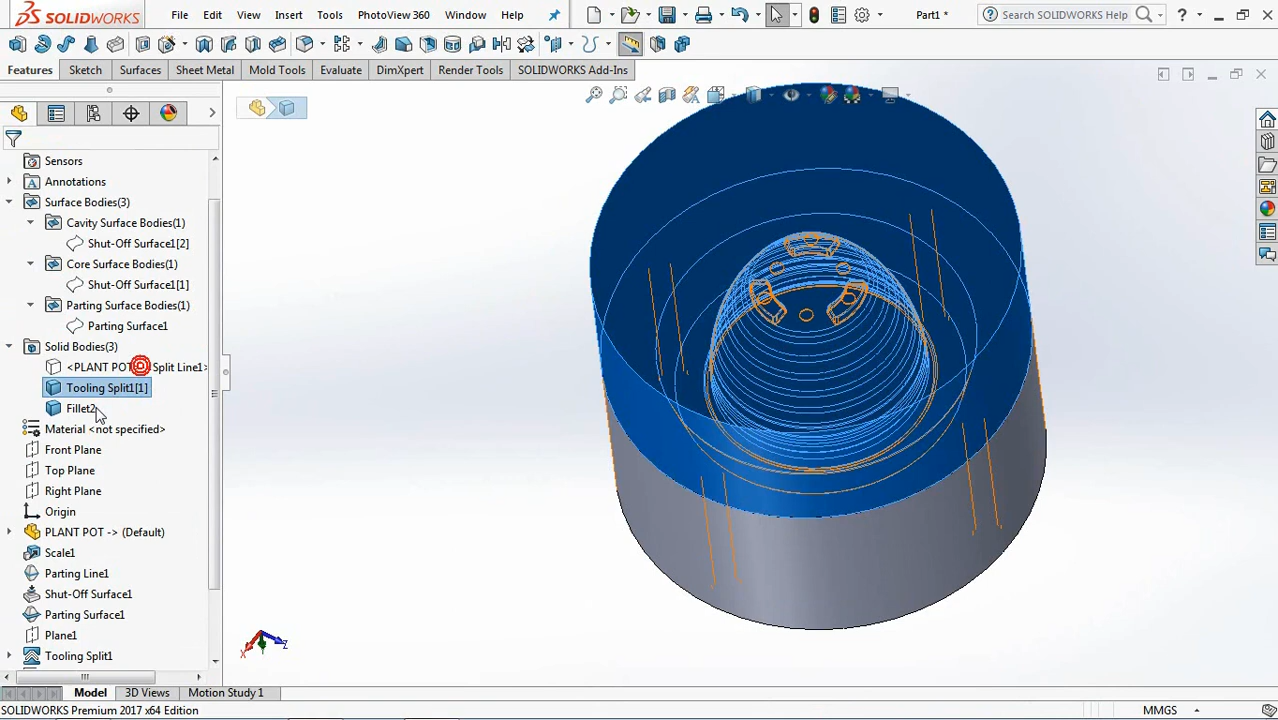 SOLIDWORKS File Edit View Insert Tools PhotoView 360 Window Help Part1 * Search SOLIDWORKS Help ?
Features Sketch Surfaces Sheet Metal Mold Tools Evaluate DimXpert Render Tools SOLIDWORKS Add-Ins
Sensors
Annotations
Surface Bodies(3)
Cavity Surface Bodies(1)
Shut-Off Surface1[2]
Core Surface Bodies(1)
Shut-Off Surface1[1]
Parting Surface Bodies(1)
Parting Surface1
Solid Bodies(3)
<PLANT POT Split Line1>
Tooling Split1[1]
Fillet2
Material <not specified>
Front Plane
Top Plane
Right Plane
Origin
PLANT POT -> (Default)
Scale1
Parting Line1
Shut-Off Surface1
Parting Surface1
Plane1
Tooling Split1
X Z
Model 3D Views Motion Study 1
SOLIDWORKS Premium 2017 x64 Edition MMGS